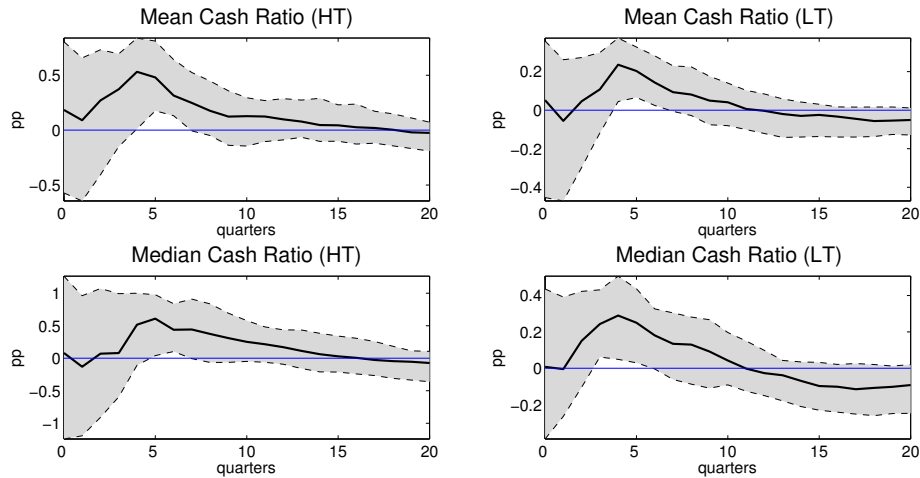 Mean Cash Ratio (HT)
pp
0.5
0
−0.5
0 5 10 15 20
quarters
Mean Cash Ratio (LT)
pp
0.2
0
−0.2
−0.4
0 5 10 15 20
quarters
Median Cash Ratio (HT)
pp
1
0.5
0
−0.5
−1
0 5 10 15 20
quarters
Median Cash Ratio (LT)
pp
0.4
0.2
0
−0.2
0 5 10 15 20
quarters